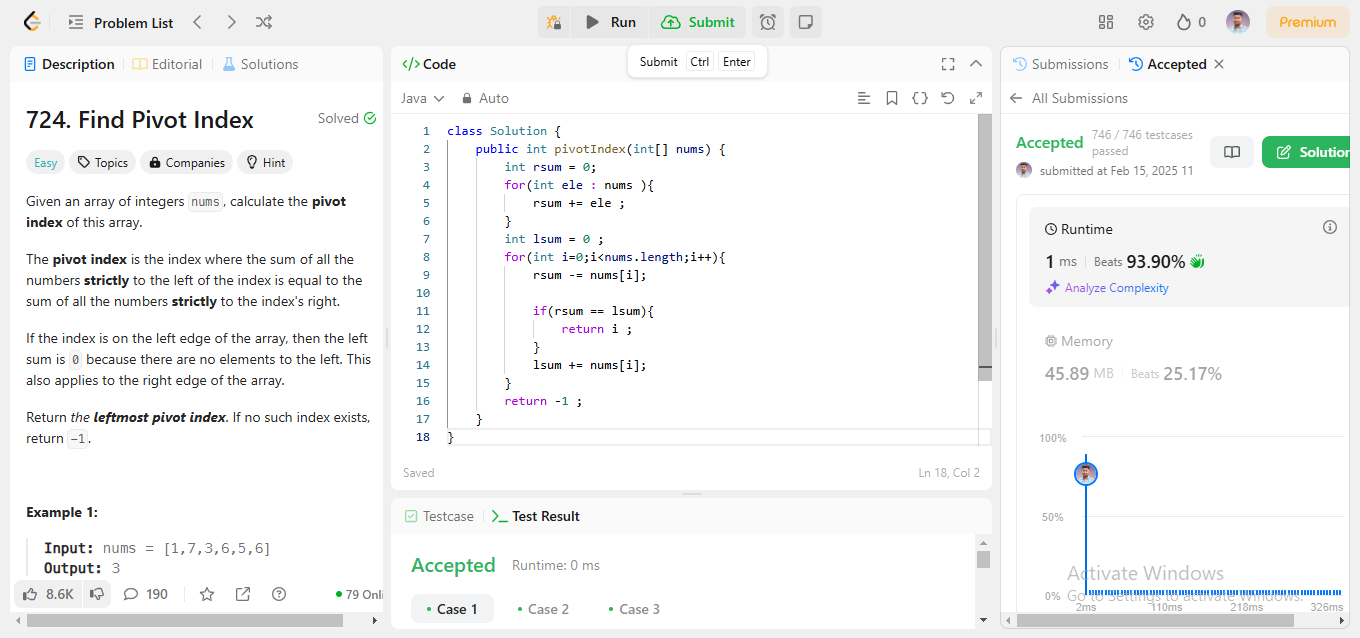 Problem List
Run
Submit
0
Premium
Submit Ctrl Enter
Description
Editorial
Solutions
724. Find Pivot Index
Solved
Easy
Topics
Companies
Hint
Given an array of integers nums, calculate the pivot
index of this array.
The pivot index is the index where the sum of all the
numbers strictly to the left of the index is equal to the
sum of all the numbers strictly to the index's right.
If the index is on the left edge of the array, then the left
sum is 0 because there are no elements to the left. This
also applies to the right edge of the array.
Return the leftmost pivot index. If no such index exists,
return -1.
Example 1:
Input: nums = [1,7,3,6,5,6]
Output: 3
8.6K
190
79 Onli
</> Code
Java
Auto
1 class Solution {
2 public int pivotIndex(int[] nums) {
3 int rsum = 0;
4 for(int ele : nums ){
5 rsum += ele ;
6 }
7 int lsum = 0 ;
8 for(int i=0;i<nums.length;i++){
9 rsum -= nums[i];
10
11 if(rsum == lsum){
12 return i ;
13 }
14 lsum += nums[i];
15 }
16 return -1 ;
17 }
18 }
Saved
Ln 18, Col 2
Testcase
Test Result
Accepted
Runtime: 0 ms
Case 1
Case 2
Case 3
Submissions
Accepted
All Submissions
Accepted
746 / 746 testcases
passed
submitted at Feb 15, 2025 11
Solution
Runtime
1 ms
Beats 93.90%
Analyze Complexity
Memory
45.89 MB
Beats 25.17%
100%
50%
0%
2ms
110ms
218ms
326ms
Activate Windows
Go to Settings to activate Windows.